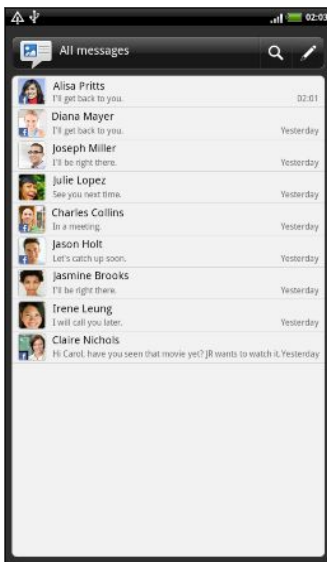 02:03
All messages
Alisa Pritts
I'll get back to you. 02:01
Diana Mayer
I'll get back to you. Yesterday
Joseph Miller
I'll be right there. Yesterday
Julie Lopez
See you next time. Yesterday
Charles Collins
In a meeting. Yesterday
Jason Holt
Let's catch up soon. Yesterday
Jasmine Brooks
I'll be right there. Yesterday
Irene Leung
I will call you later. Yesterday
Claire Nichols
Hi Carol, have you seen that movie yet? JR wants to watch it. Yesterday